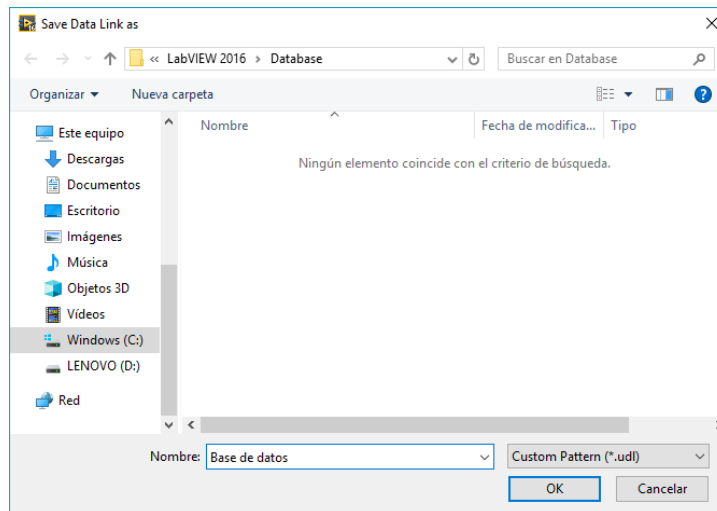 Save Data Link as
« LabVIEW 2016 > Database
Buscar en Database
Organizar
Nueva carpeta
Este equipo
Descargas
Documentos
Escritorio
Imágenes
Música
Objetos 3D
Vídeos
Windows (C:)
LENOVO (D:)
Red
Nombre
Fecha de modifica...
Tipo
Ningún elemento coincide con el criterio de búsqueda.
Nombre:
Base de datos
Custom Pattern (*.udl)
OK
Cancelar